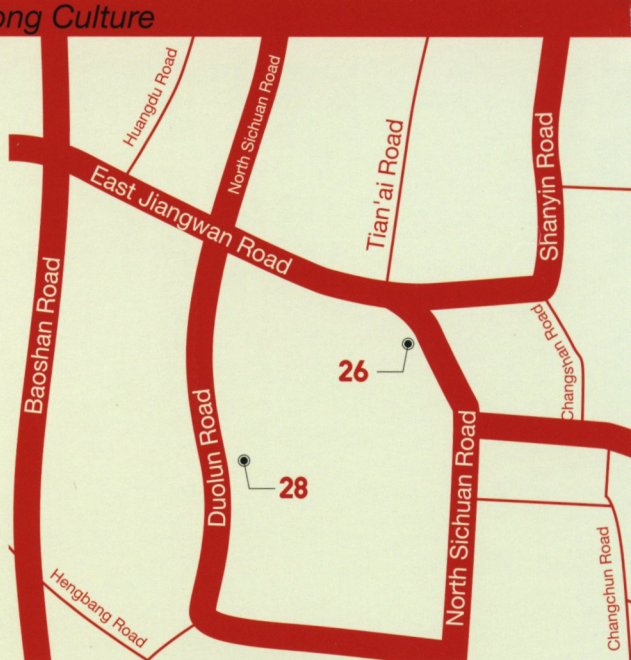 ong Culture
Huangdu Road
North Sichuan Road
Tian'ai Road
Shanyin Road
East Jiangwan Road
Baoshan Road
Changshan Road
26
Duolun Road
28
North Sichuan Road
Hengbang Road
Changchun Road